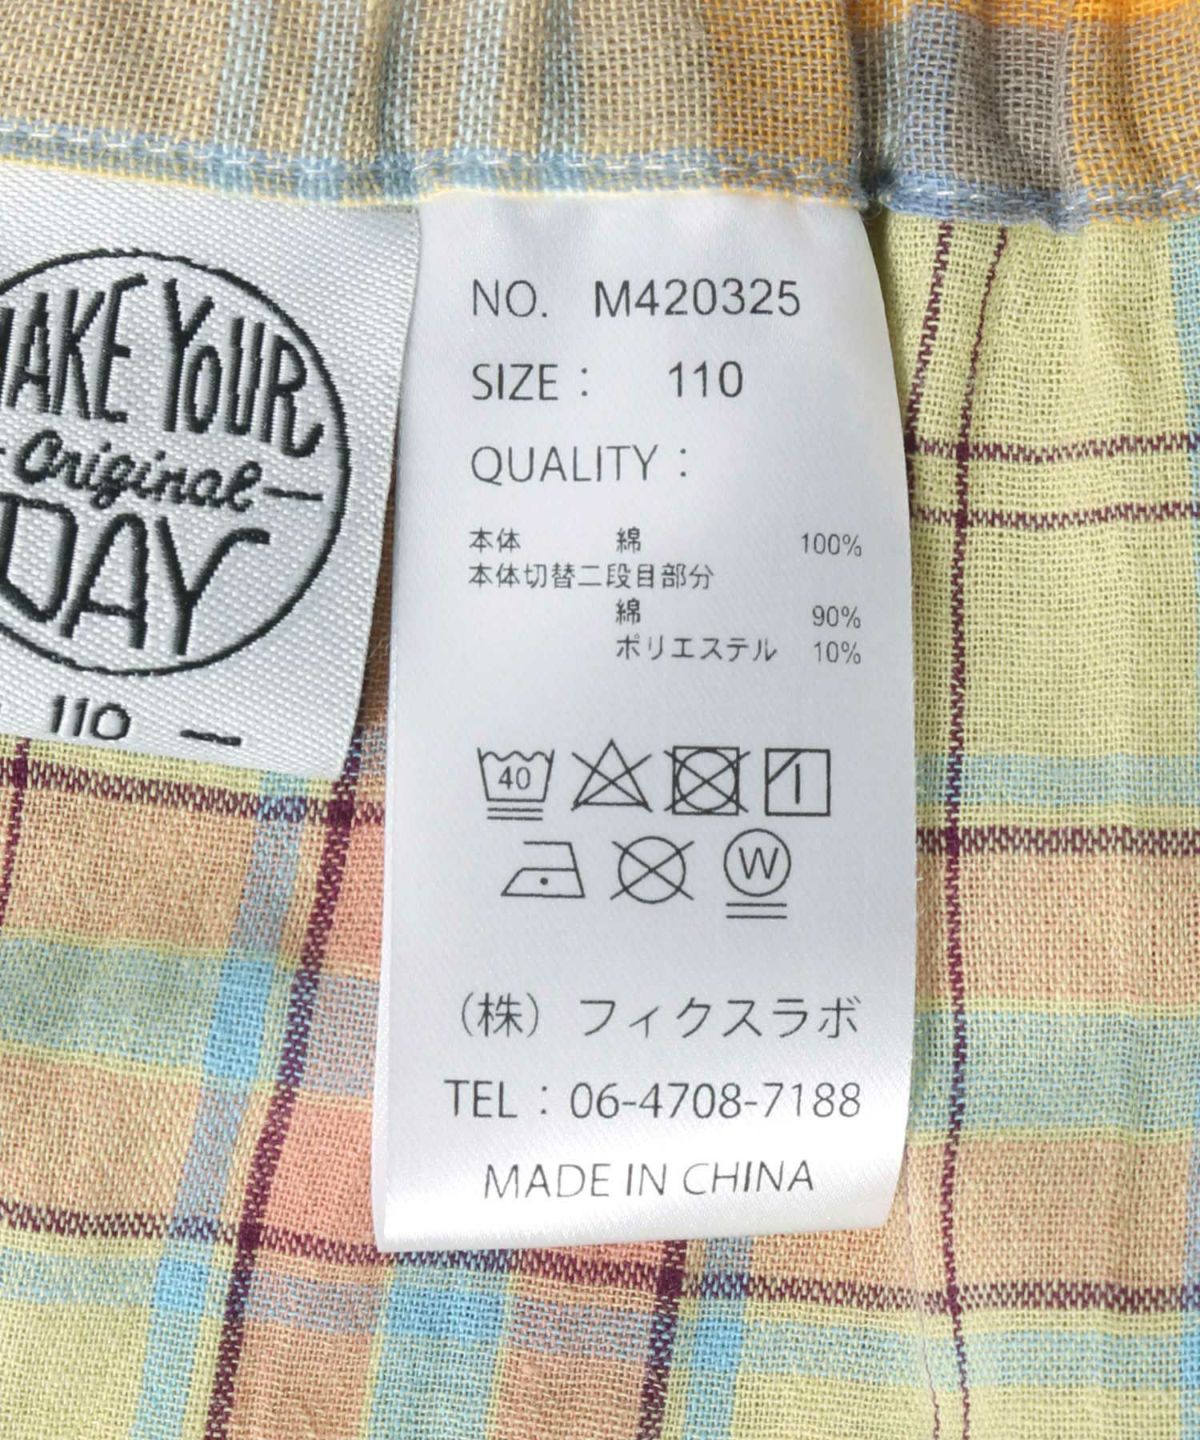 MAKE YOUR
Original
DAY
110
NO. M420325
SIZE： 110
QUALITY：
本体 綿 100%
本体切替二段目部分
綿 90%
ポリエステル 10%
40
W
（株）フィクスラボ
TEL：06-4708-7188
MADE IN CHINA